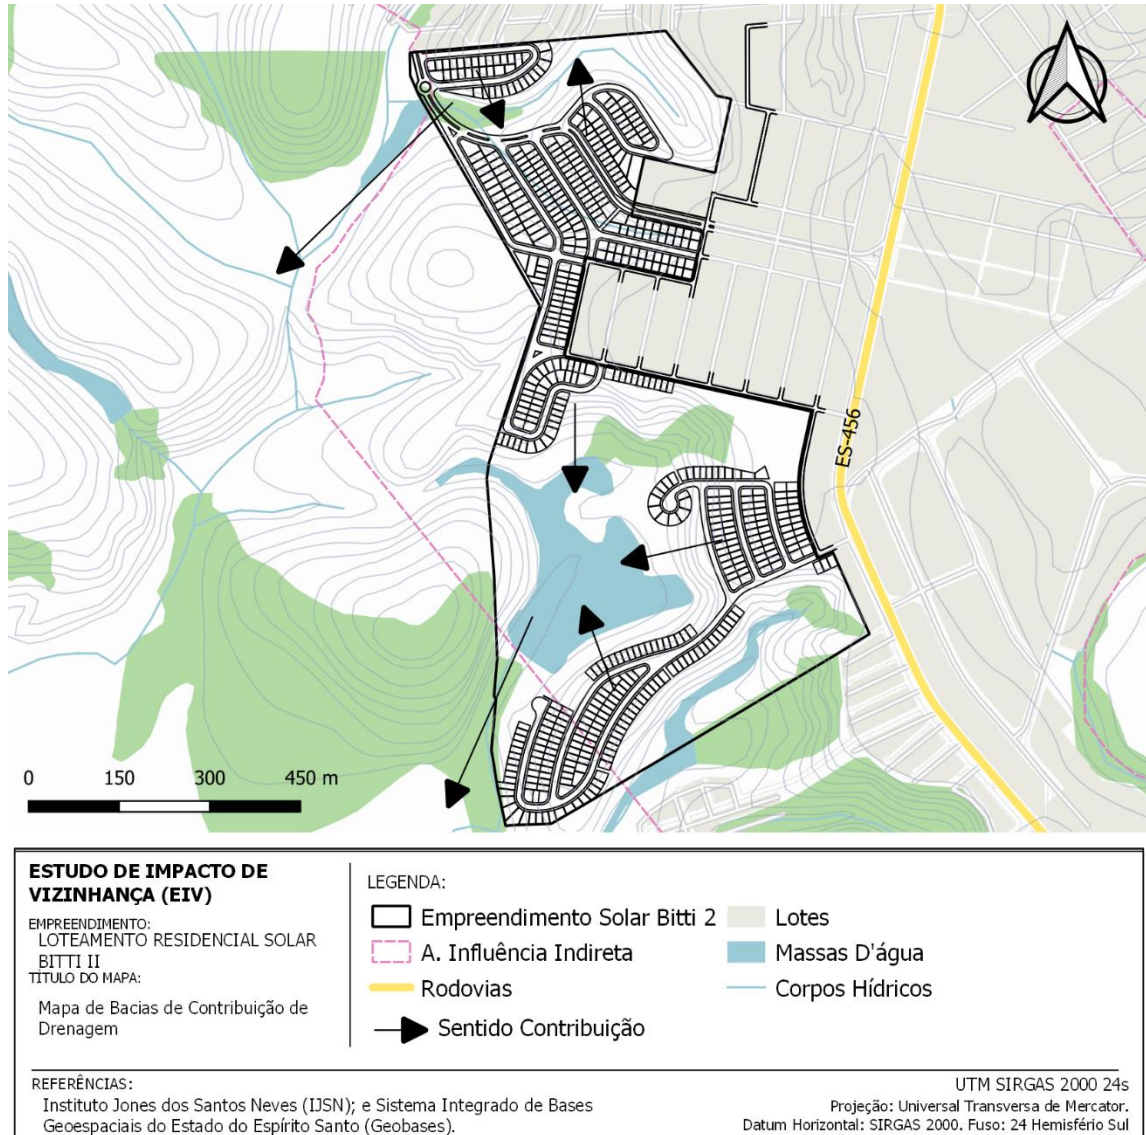 ES-456
0 150 300 450 m
ESTUDO DE IMPACTO DE
VIZINHANÇA (EIV)
EMPREENDIMENTO:
LOTEAMENTO RESIDENCIAL SOLAR
BITTI II
TÍTULO DO MAPA:
Mapa de Bacias de Contribuição de
Drenagem
LEGENDA:
Empreendimento Solar Bitti 2
A. Influência Indireta
Rodovias
Sentido Contribuição
Lotes
Massas D'água
Corpos Hídricos
REFERÊNCIAS:
Instituto Jones dos Santos Neves (IJSN); e Sistema Integrado de Bases
Geoespaciais do Estado do Espírito Santo (Geobases).
UTM SIRGAS 2000 24s
Projeção: Universal Transversa de Mercator.
Datum Horizontal: SIRGAS 2000. Fuso: 24 Hemisfério Sul